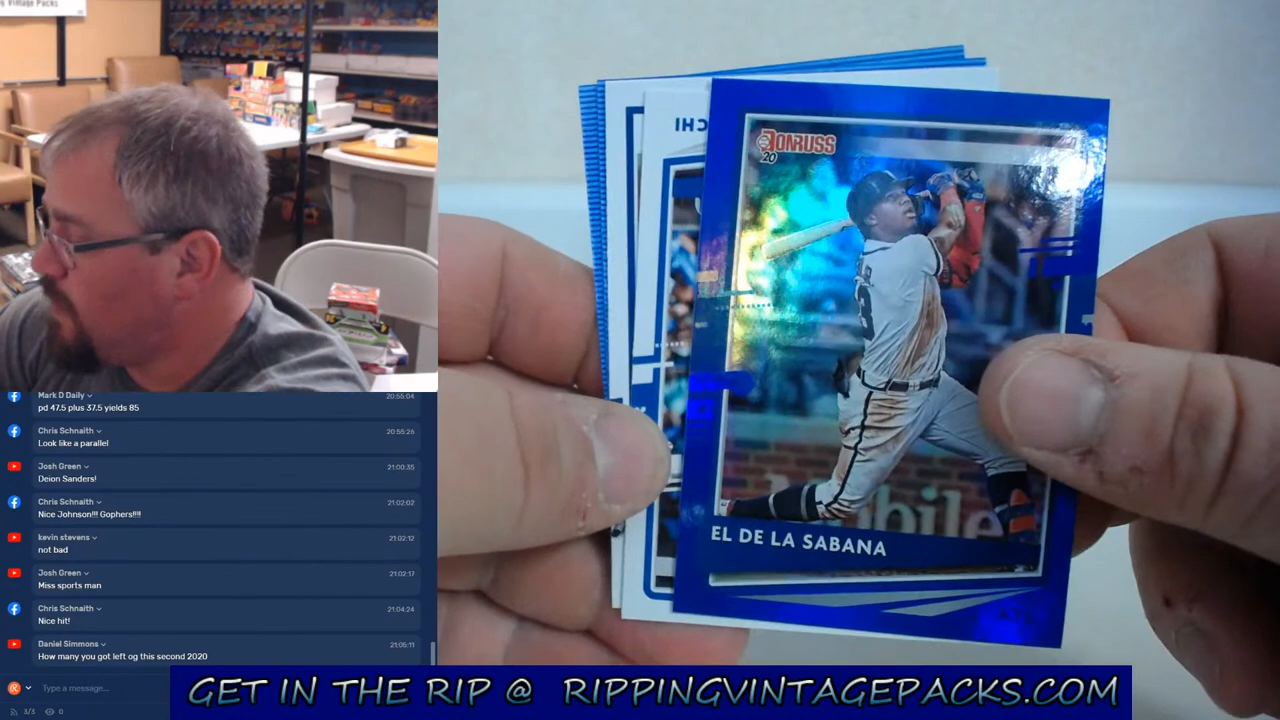 g Vintage Packs
Mark D Daily
20:55:04
pd 47.5 plus 37.5 yields 85
Chris Schnaith
20:55:26
Look like a parallel
Josh Green
21:00:35
Deion Sanders!
Chris Schnaith
21:02:02
Nice Johnson!!! Gophers!!!!
kevin stevens
21:02:12
not bad
Josh Green
21:02:17
Miss sports man
Chris Schnaith
21:04:24
Nice hit!
Daniel Simmons
21:05:11
How many you got left og this second 2020
Type a message...
3/3
0
CHI
DONRUSS
20
EL DE LA SABANA
GET IN THE RIP @ RIPPINGVINTAGEPACKS.COM